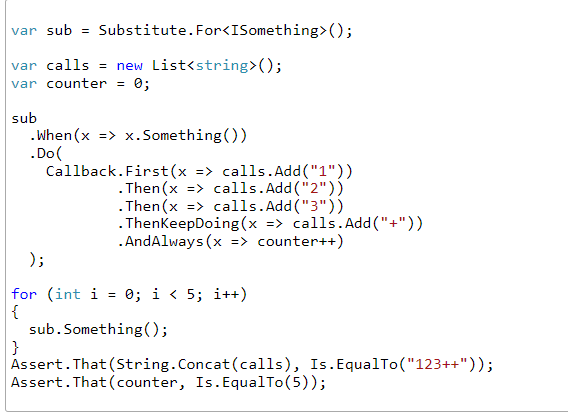 var sub = Substitute.For<ISomething>();
var calls = new List<string>();
var counter = 0;
sub
  .When(x => x.Something())
  .Do(
    Callback.First(x => calls.Add("1"))
             .Then(x => calls.Add("2"))
             .Then(x => calls.Add("3"))
             .ThenKeepDoing(x => calls.Add("+"))
             .AndAlways(x => counter++)
  );
for (int i = 0; i < 5; i++)
{
  sub.Something();
}
Assert.That(String.Concat(calls), Is.EqualTo("123++"));
Assert.That(counter, Is.EqualTo(5));